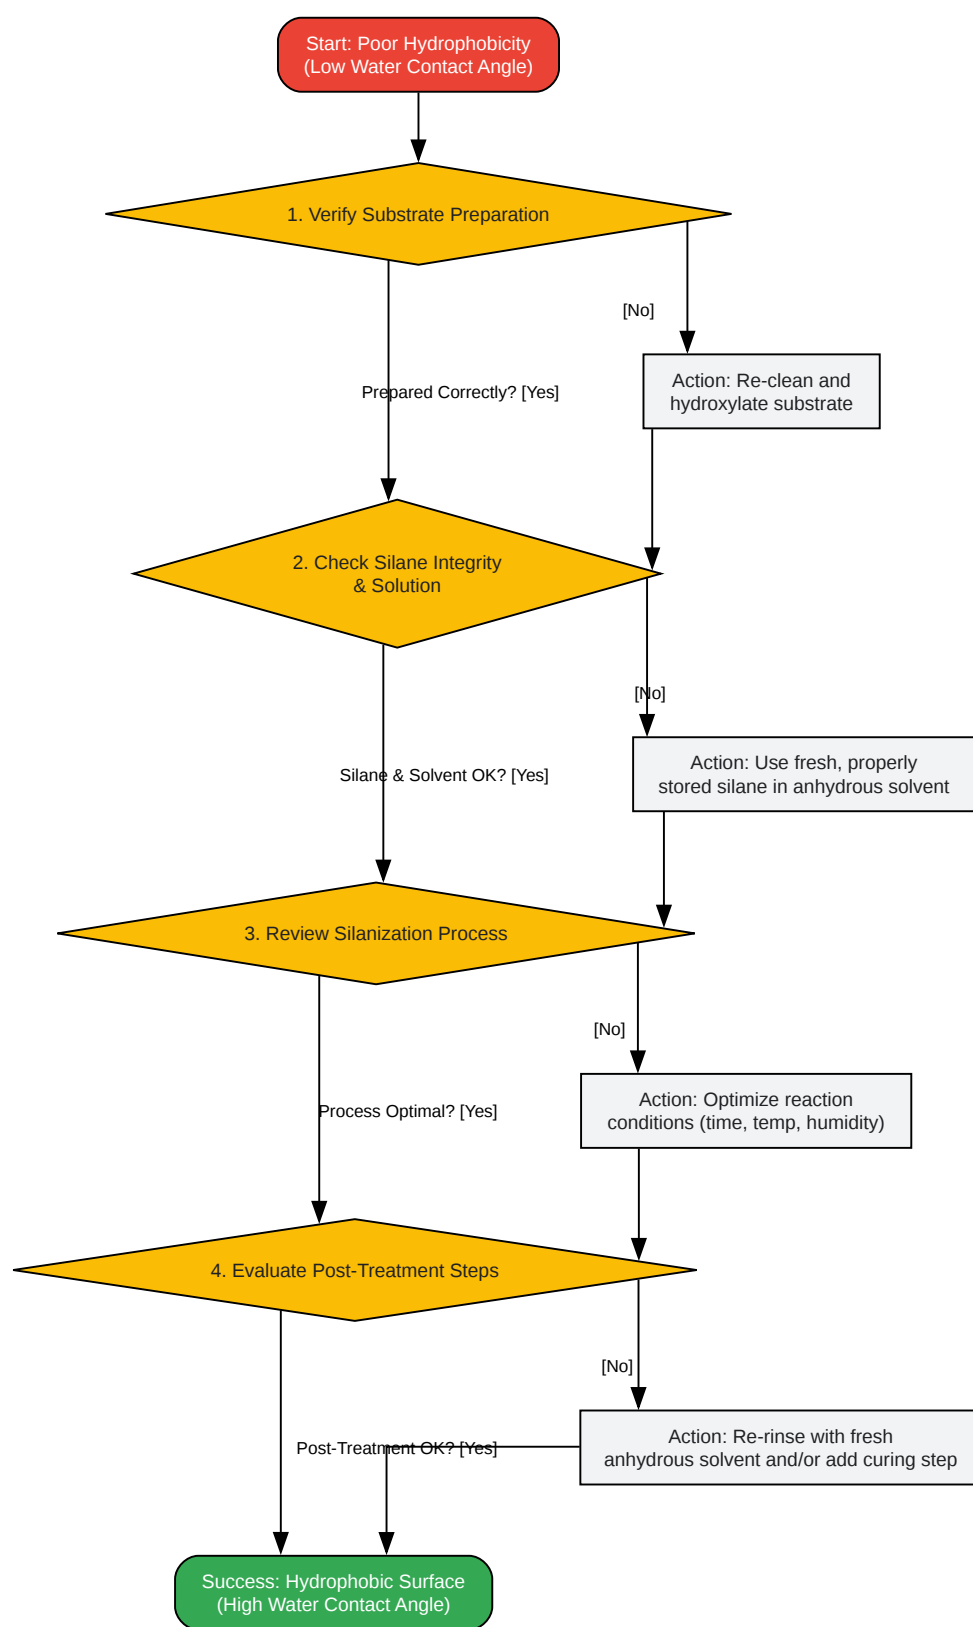 Start: Poor Hydrophobicity
(Low Water Contact Angle)
1. Verify Substrate Preparation
[No]
Action: Re-clean and
hydroxylate substrate
Prepared Correctly? [Yes]
2. Check Silane Integrity
& Solution
[No]
Action: Use fresh, properly
stored silane in anhydrous solvent
Silane & Solvent OK? [Yes]
3. Review Silanization Process
[No]
Action: Optimize reaction
conditions (time, temp, humidity)
Process Optimal? [Yes]
4. Evaluate Post-Treatment Steps
[No]
Action: Re-rinse with fresh
anhydrous solvent and/or add curing step
Post-Treatment OK? [Yes]
Success: Hydrophobic Surface
(High Water Contact Angle)